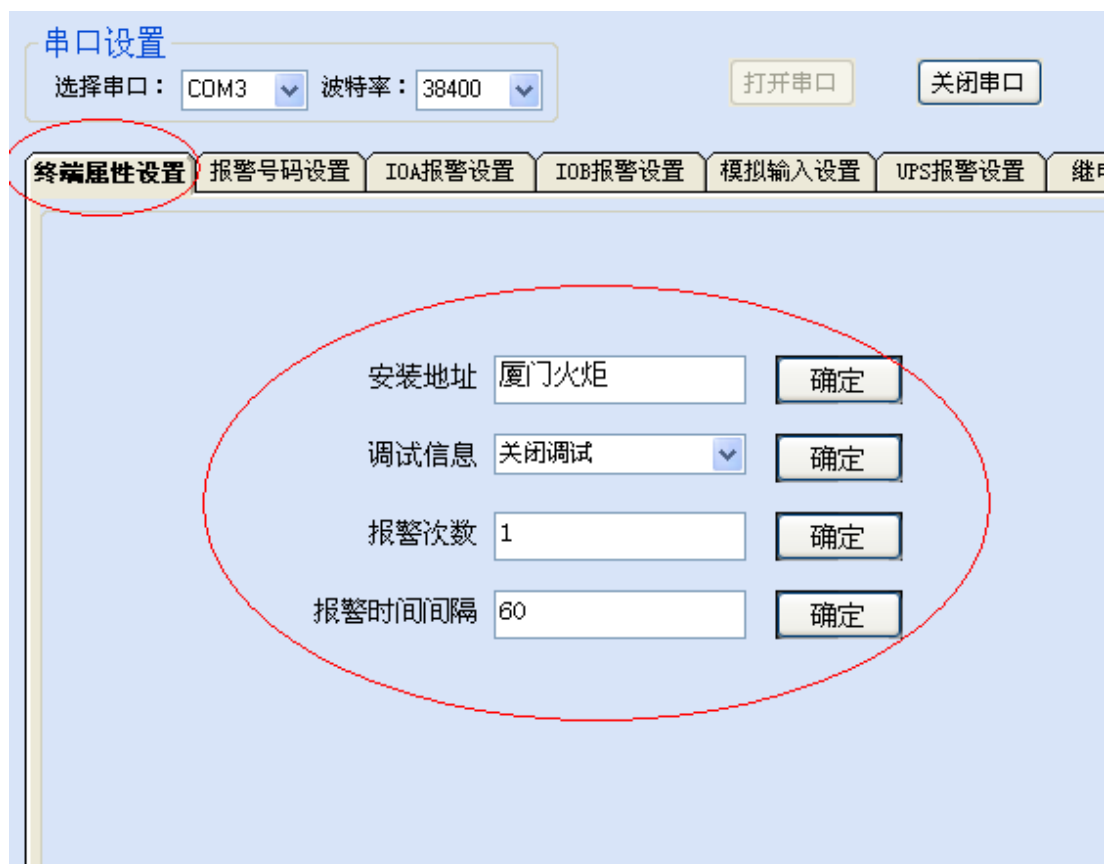 串口设置
选择串口： COM3 波特率： 38400 打开串口 关闭串口
终端属性设置 报警号码设置 IOA报警设置 IOB报警设置 模拟输入设置 UPS报警设置 继
安装地址 厦门火炬 确定
调试信息 关闭调试 确定
报警次数 1 确定
报警时间间隔 60 确定